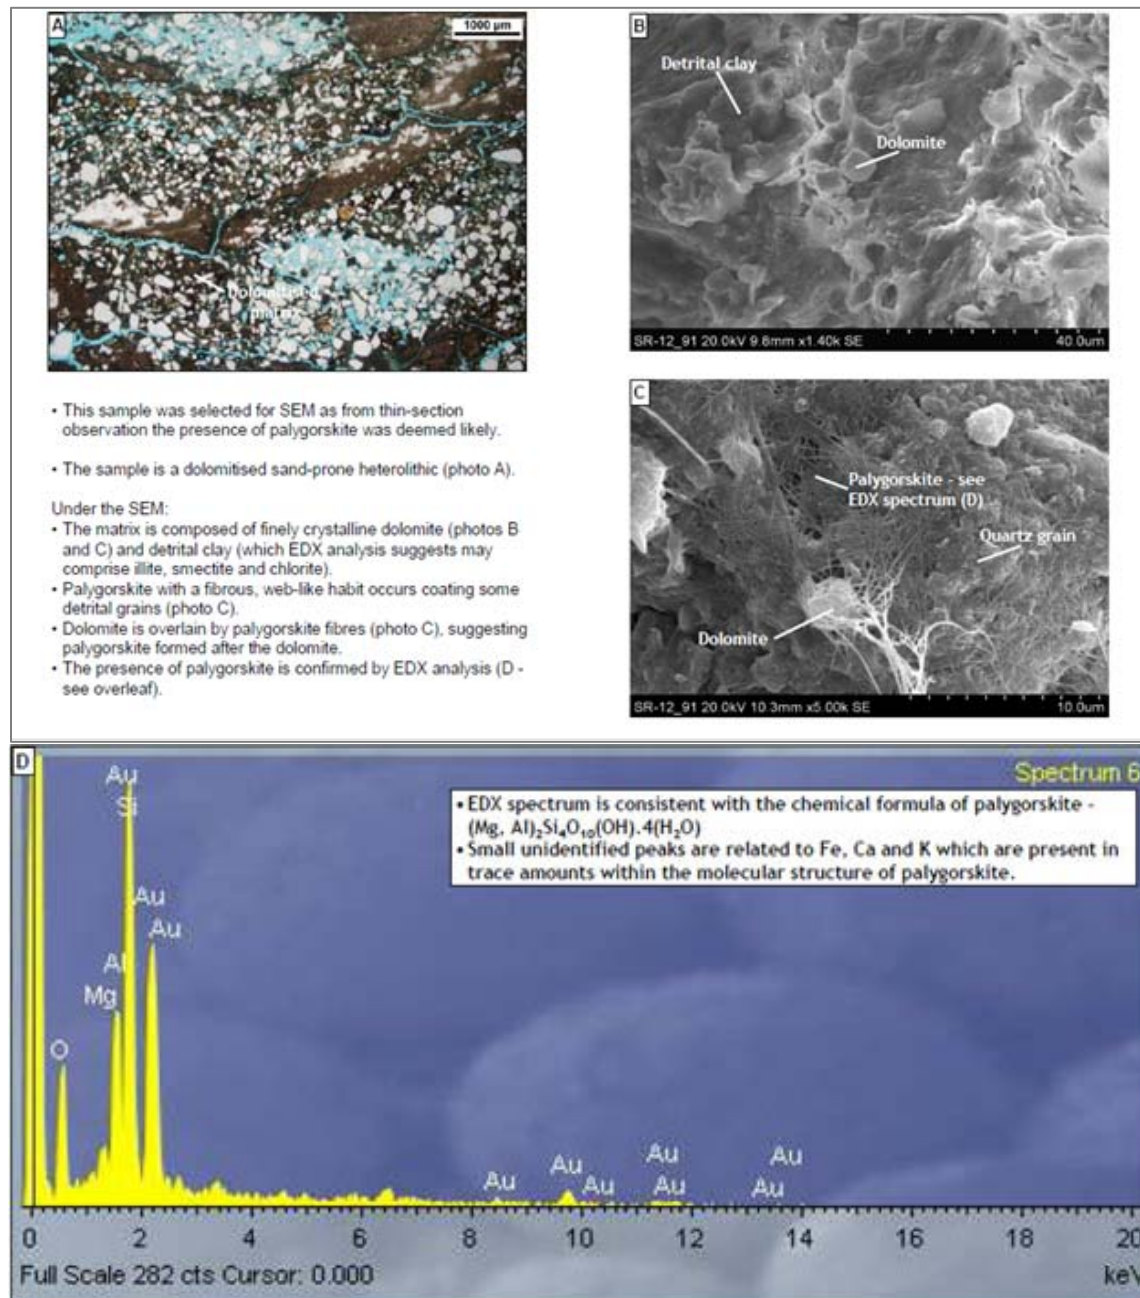 A
1000 µm
Dolomitised
matrix
• This sample was selected for SEM as from thin-section
observation the presence of palygorskite was deemed likely.
• The sample is a dolomitised sand-prone heterolithic (photo A).
Under the SEM:
• The matrix is composed of finely crystalline dolomite (photos B
and C) and detrital clay (which EDX analysis suggests may
comprise illite, smectite and chlorite).
• Palygorskite with a fibrous, web-like habit occurs coating some
detrital grains (photo C).
• Dolomite is overlain by palygorskite fibres (photo C), suggesting
palygorskite formed after the dolomite.
• The presence of palygorskite is confirmed by EDX analysis (D -
see overleaf).
B
Detrital clay
Dolomite
SR-12_91 20.0kV 9.8mm x1.40k SE 40.0um
C
Palygorskite - see
EDX spectrum (D)
Quartz grain
Dolomite
SR-12_91 20.0kV 10.3mm x5.00k SE 10.0um
D
Spectrum 6
• EDX spectrum is consistent with the chemical formula of palygorskite -
(Mg, Al)₂Si₄O₁₀(OH).4(H₂O)
• Small unidentified peaks are related to Fe, Ca and K which are present in
trace amounts within the molecular structure of palygorskite.
Au
Si
Au
Au
Al
Mg
O
Au
Au
Au
Au
Au
Au
Au
0 2 4 6 8 10 12 14 16 18 20
Full Scale 282 cts Cursor: 0.000 keV